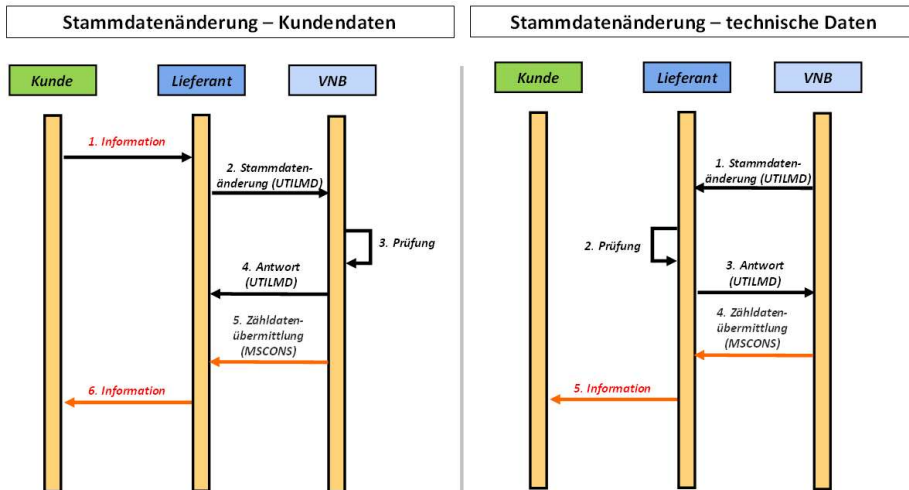 Stammdatenänderung – Kundendaten
Kunde
Lieferant
VNB
1. Information
2. Stammdaten-
änderung (UTILMD)
3. Prüfung
4. Antwort
(UTILMD)
5. Zähldaten-
übermittlung
(MSCONS)
6. Information
Stammdatenänderung – technische Daten
Kunde
Lieferant
VNB
1. Stammdaten-
änderung (UTILMD)
2. Prüfung
3. Antwort
(UTILMD)
4. Zähldaten-
übermittlung
(MSCONS)
5. Information